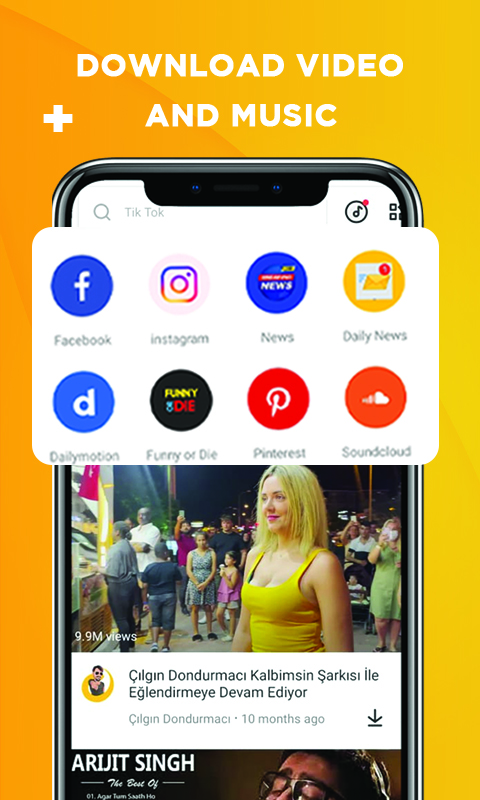 DOWNLOAD VIDEO
AND MUSIC
Tik Tok
Facebook
instagram
NEWS
News
Daily News
Dailymotion
FUNNY
OR DIE
Funny or Die
Pinterest
Soundcloud
9.9M views
Çılgın Dondurmacı Kalbimsin Şarkısı İle
Eğlendirmeye Devam Ediyor
Çılgın Dondurmacı • 10 months ago
ARIJIT SINGH
The Best Of
01. Agar Tum Saath Ho